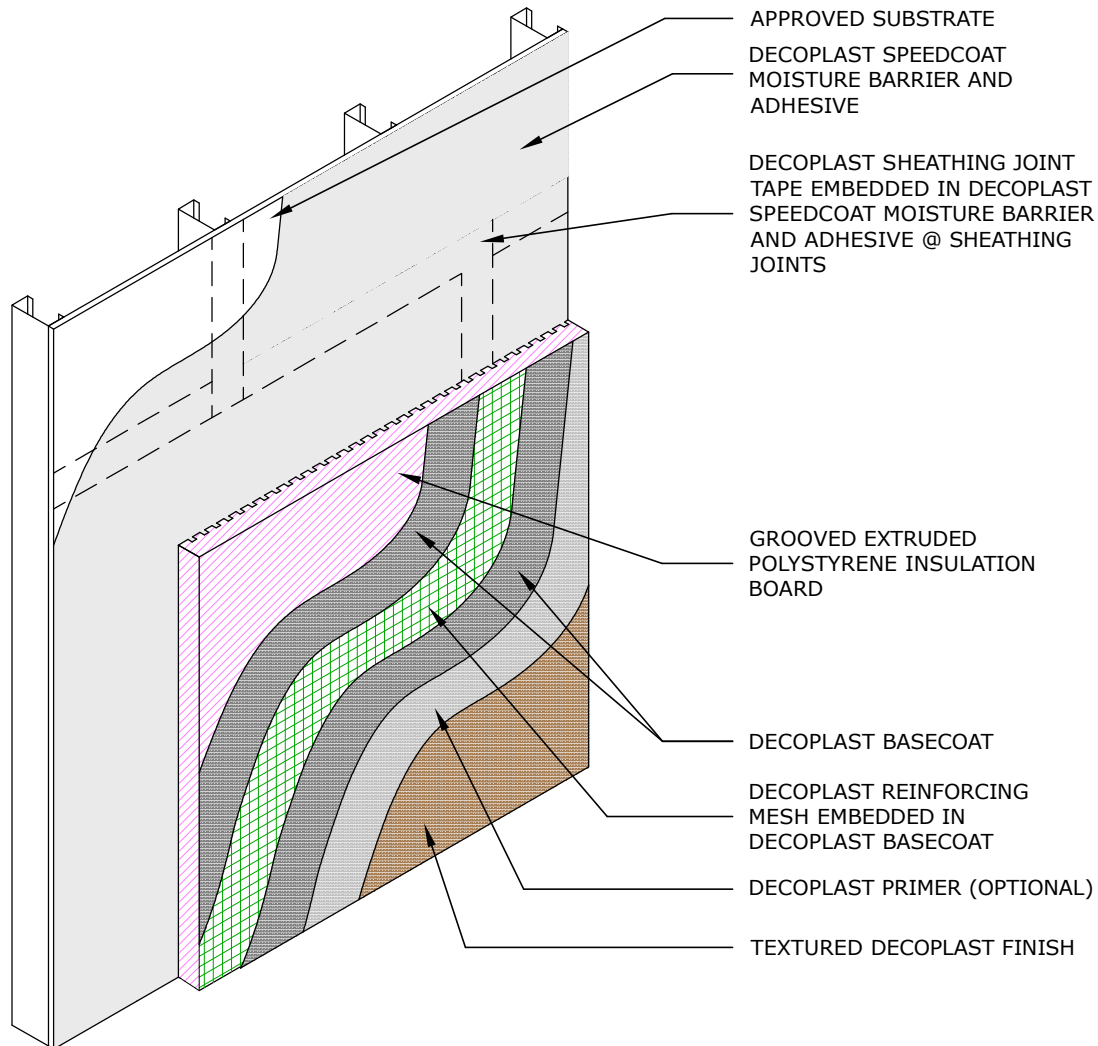 APPROVED SUBSTRATE
DECOPLAST SPEEDCOAT
MOISTURE BARRIER AND
ADHESIVE
DECOPLAST SHEATHING JOINT
TAPE EMBEDDED IN DECOPLAST
SPEEDCOAT MOISTURE BARRIER
AND ADHESIVE @ SHEATHING
JOINTS
GROOVED EXTRUDED
POLYSTYRENE INSULATION
BOARD
DECOPLAST BASECOAT
DECOPLAST REINFORCING
MESH EMBEDDED IN
DECOPLAST BASECOAT
DECOPLAST PRIMER (OPTIONAL)
TEXTURED DECOPLAST FINISH